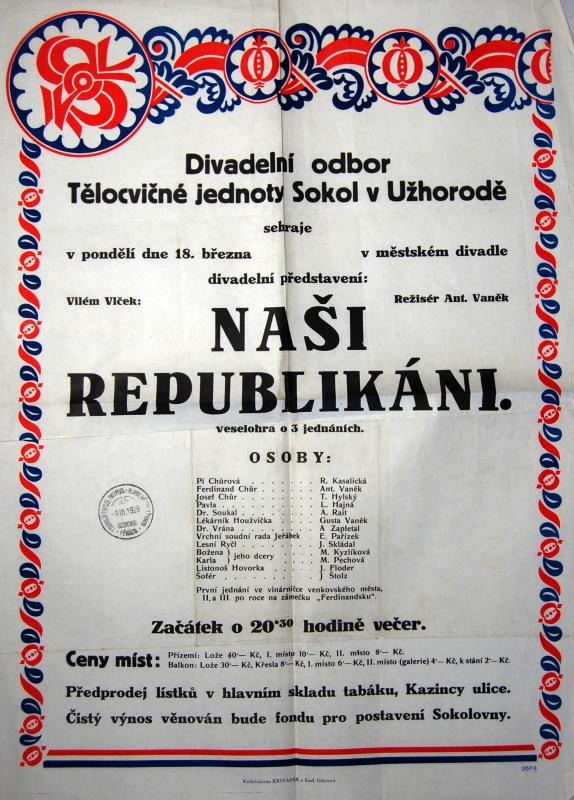 SOKOL
Divadelní odbor
Tělocvičné jednoty Sokol v Užhorodě
sehraje
v pondělí dne 18. března v městském divadle
divadelní představení:
Vilém Vlček: Režisér Ant. Vaněk
NAŠI
REPUBLIKÁNI.
veselohra o 3 jednáních.
OSOBY:
Pí Chůrová . . . . . . . . R. Kasalická
Ferdinand Chůr . . . . . . Ant. Vaněk
Josef Chůr . . . . . . . . T. Hylský
Pavla . . . . . . . . . . L. Hajná
Dr. Soukal . . . . . . . . A. Rait
Lékárník Houžvička . . . . Gusta Vaněk
Dr. Vrána . . . . . . . . A Zapletal
Vrchní soudní rada Jeřábek E. Pařízek
Lesní Ryčl . . . . . . . . J. Skládal
Božena } jeho dcery . . . . M. Kyzlíková
Karla } jeho dcery . . . . M. Pechová
Listonoš Hovorka . . . . . J. Floder
Šofér . . . . . . . . . . J Štolz
První jednání ve vinárničce venkovského města,
II. a III. po roce na zámečku „Ferdinandsku".
Začátek o 20·30 hodině večer.
Ceny míst: Přízemí: Lože 40·— Kč, I. místo 10·— Kč, II. místo 8·— Kč.
Balkon: Lože 30·— Kč, Křesla 8·— Kč, I. místo 6·— Kč, II. místo (galerie) 4·— Kč, k stání 2·— Kč.
Předprodej lístků v hlavním skladu tabáku, Kazincy ulice.
Čistý výnos věnován bude fondu pro postavení Sokolovny.